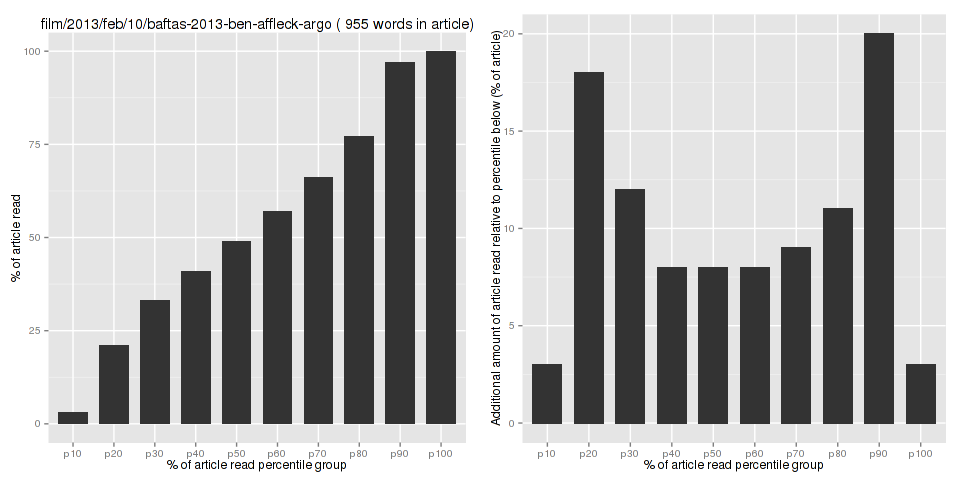 film/2013/feb/10/baftas-2013-ben-affleck-argo ( 955 words in article)
% of article read
100
75
50
25
0
p10 p20 p30 p40 p50 p60 p70 p80 p90 p100
% of article read percentile group
Additional amount of article read relative to percentile below (% of article)
20
15
10
5
0
p10 p20 p30 p40 p50 p60 p70 p80 p90 p100
% of article read percentile group